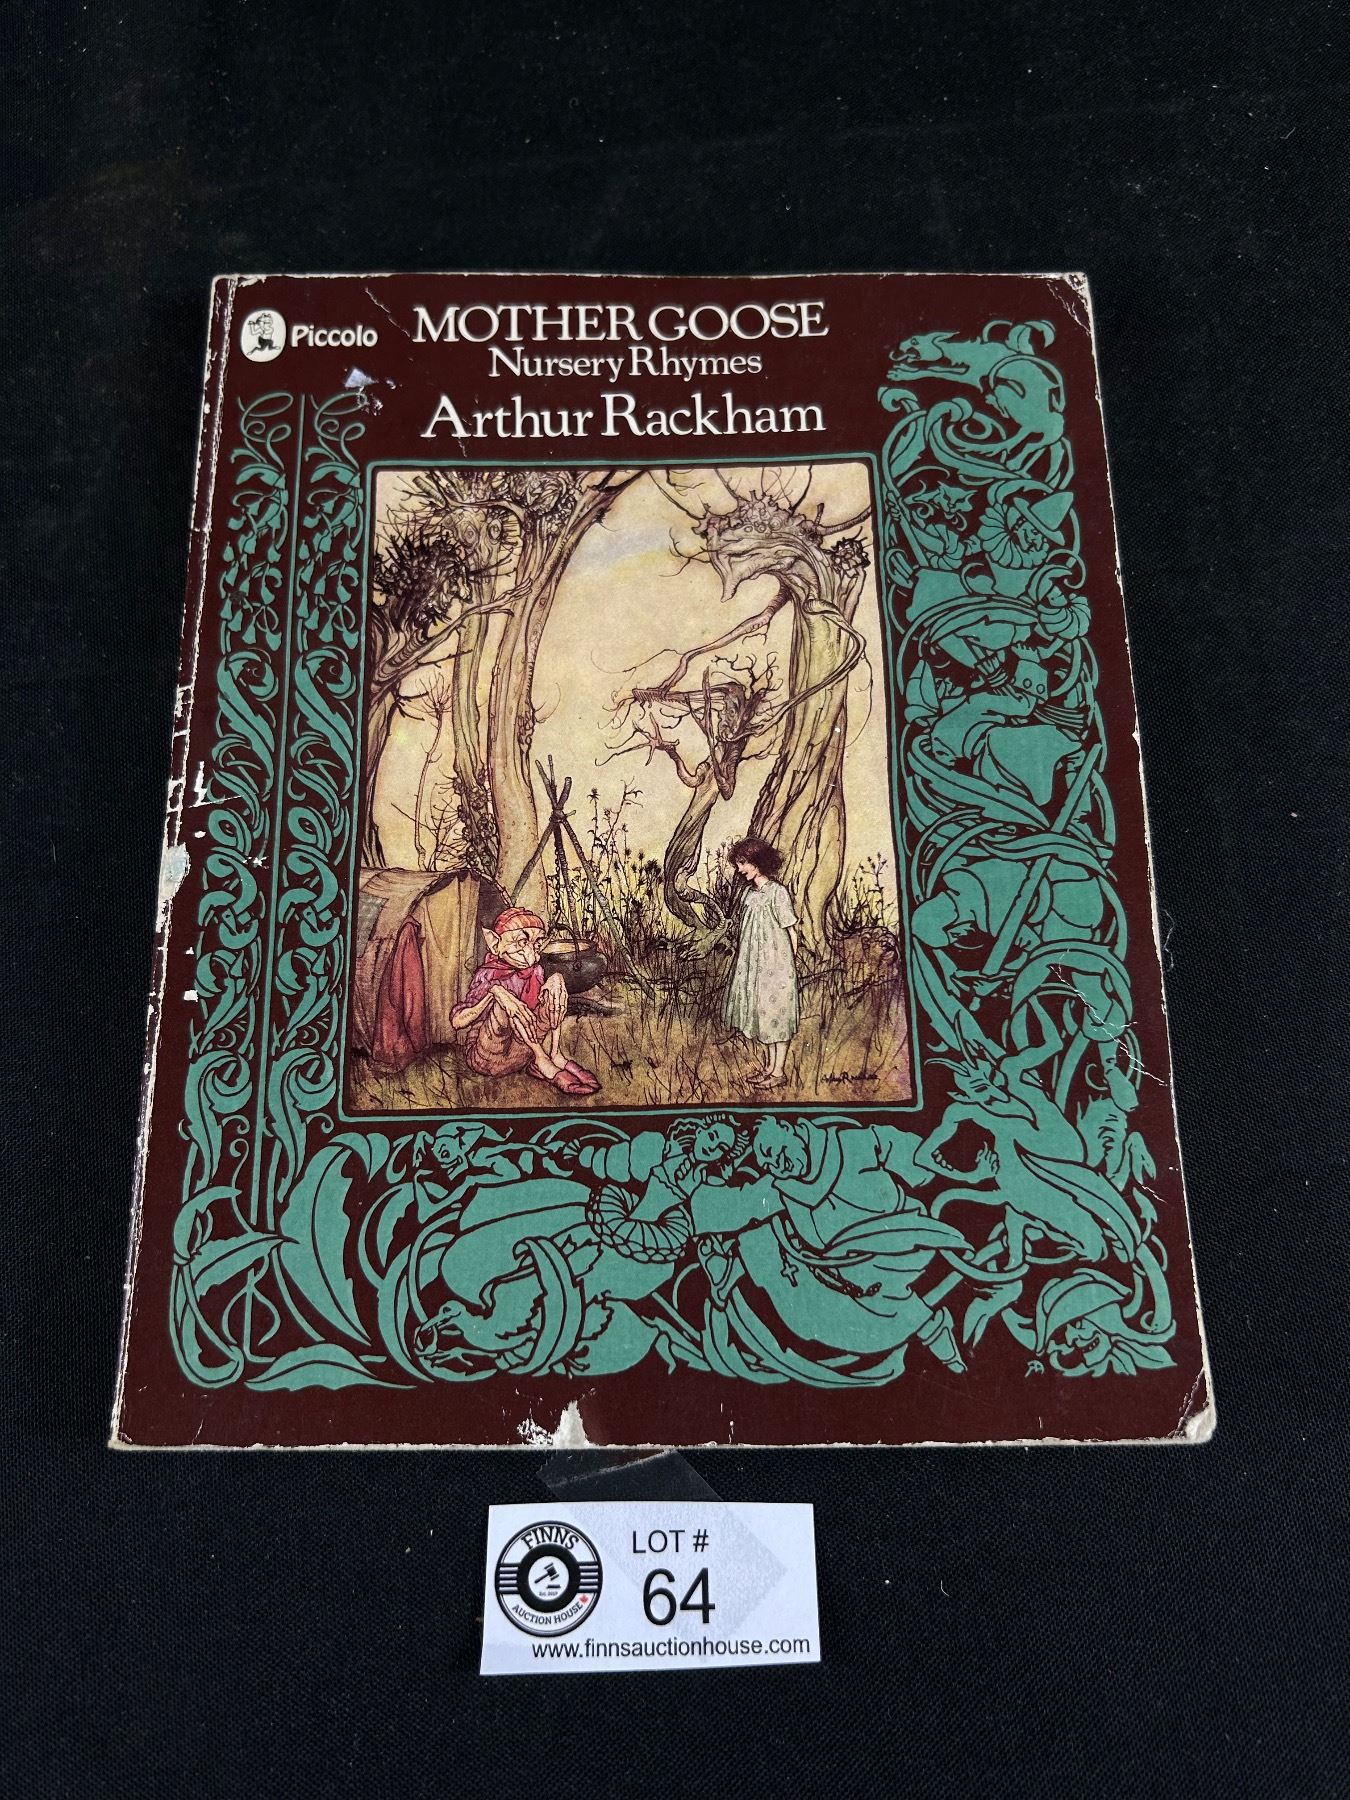 Piccolo
MOTHER GOOSE
Nursery Rhymes
Arthur Rackham
FINNS
AUCTION HOUSE
LOT #
64
www.finnsauctionhouse.com